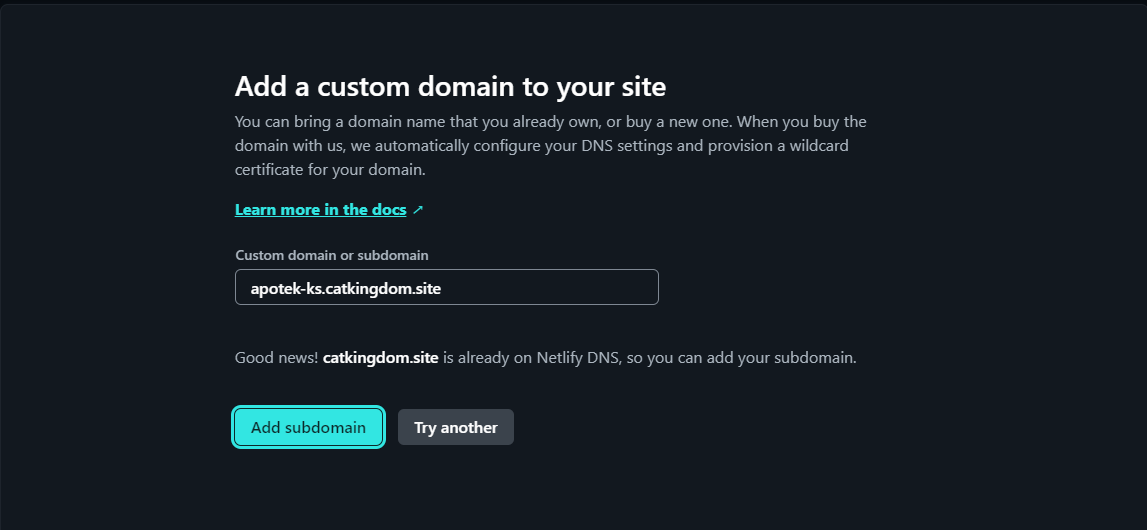 Add a custom domain to your site
You can bring a domain name that you already own, or buy a new one. When you buy the
domain with us, we automatically configure your DNS settings and provision a wildcard
certificate for your domain.
Learn more in the docs ↗
Custom domain or subdomain
apotek-ks.catkingdom.site
Good news! catkingdom.site is already on Netlify DNS, so you can add your subdomain.
Add subdomain
Try another